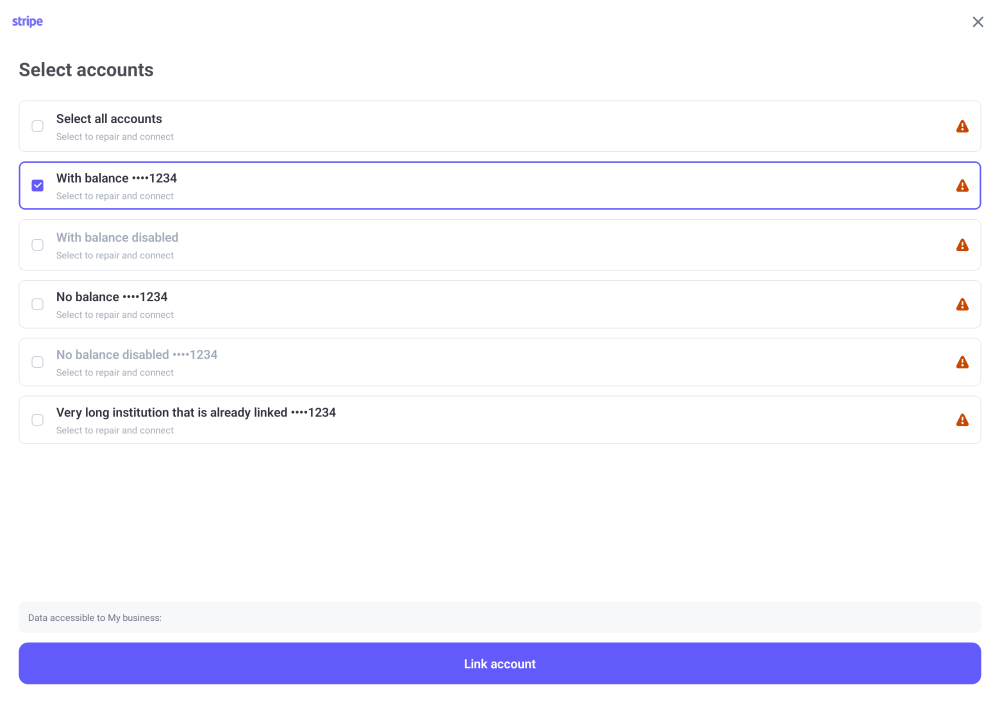 stripe
Select accounts
Select all accounts
Select to repair and connect
With balance ••••1234
Select to repair and connect
With balance disabled
Select to repair and connect
No balance ••••1234
Select to repair and connect
No balance disabled ••••1234
Select to repair and connect
Very long institution that is already linked ••••1234
Select to repair and connect
Data accessible to My business:
Link account